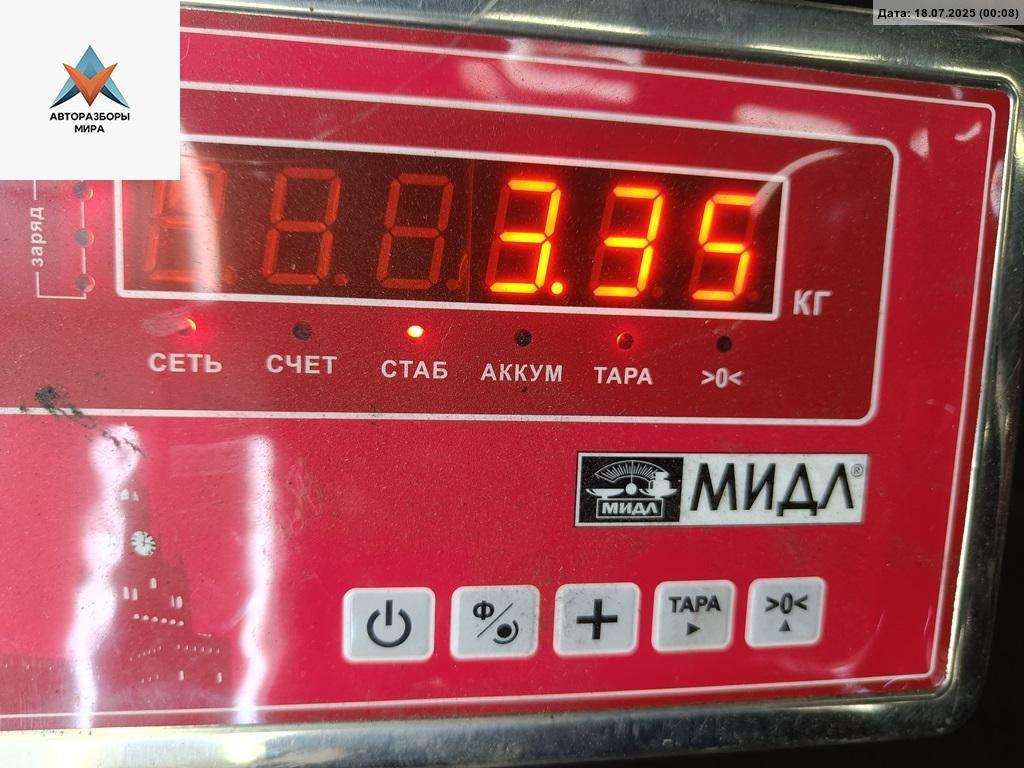 Дата: 18.07.2025 (00:08)
АВТОРАЗБОРЫ
МИРА
заряд
3.35
КГ
СЕТЬ СЧЕТ СТАБ АККУМ ТАРА >0<
МИДЛ МИДЛ®
Ф ТАРА >0<